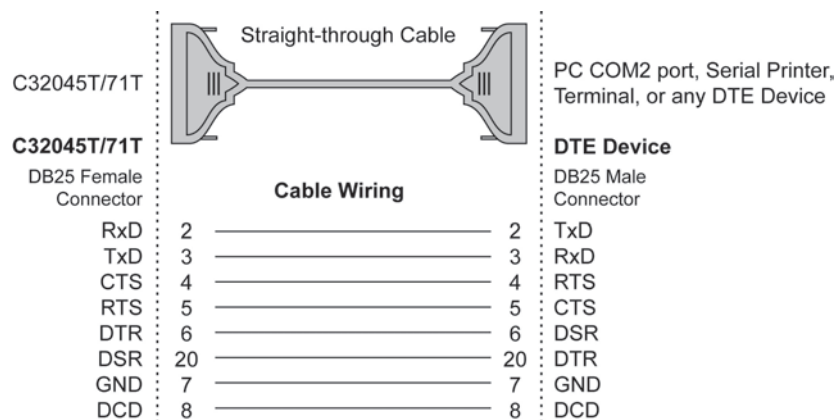 Straight-through Cable
C32045T/71T
PC COM2 port, Serial Printer,
Terminal, or any DTE Device
C32045T/71T
DTE Device
DB25 Female
Connector
Cable Wiring
DB25 Male
Connector
RxD 2 2 TxD
TxD 3 3 RxD
CTS 4 4 RTS
RTS 5 5 CTS
DTR 6 6 DSR
DSR 20 20 DTR
GND 7 7 GND
DCD 8 8 DCD